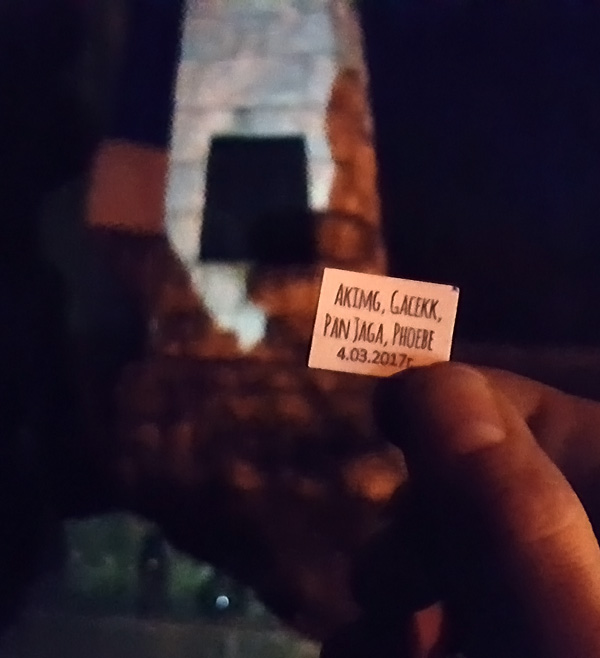 AKIMG, GACEKK,
PAN JAGA, PHOEBE
4.03.2017r